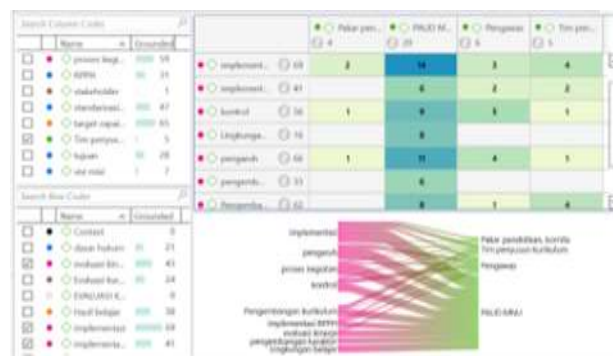 Search Column Codes
Name Grounded
proses kegi... 59
RPPH 31
stakeholder 1
standarisasi... 47
target capai... 65
Tim penyus... 5
tujuan 28
visi misi 7
Search Row Codes
Name Grounded
Context 0
dasar hukum 21
evaluasi kin... 43
Evaluasi kur... 24
EVALUASI K... 0
Hasil belajar 38
implementasi 69
implementa... 41
Pakar pen... PAUD M... Pengawas Tim pen...
4 29 6 5
implement... 69 2 14 3 4
implement... 41 6 2 2
kontrol 56 1 9 5 1
Lingkunga... 16 8
pengaruh 66 1 11 4 1
pengemb... 33 6
Pengemba... 62 8 1 4
implementasi
pengaruh
proses kegiatan
kontrol
Pengembangan kurikulum
implementasi RPPH
evaluasi kinerja
pengembangan karakter
lingkungan belajar
Pakar pendidikan, komite
Tim penyusun kurikulum
Pengawas